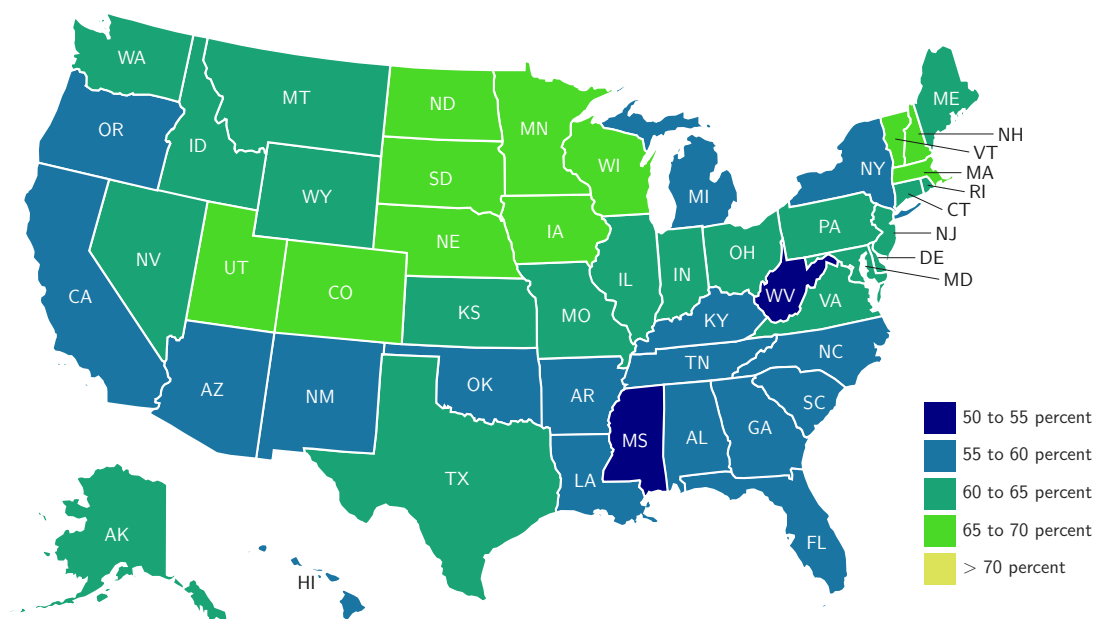 WA
ME
MT
ND
OR
MN
NH
ID
VT
WI
SD
NY
MA
RI
WY
MI
CT
PA
NJ
IA
NE
OH
DE
NV
UT
IL
IN
MD
CA
CO
WV
VA
KS
MO
KY
NC
TN
OK
AZ
NM
AR
SC
GA
50 to 55 percent
MS
AL
55 to 60 percent
TX
LA
60 to 65 percent
AK
65 to 70 percent
FL
> 70 percent
HI